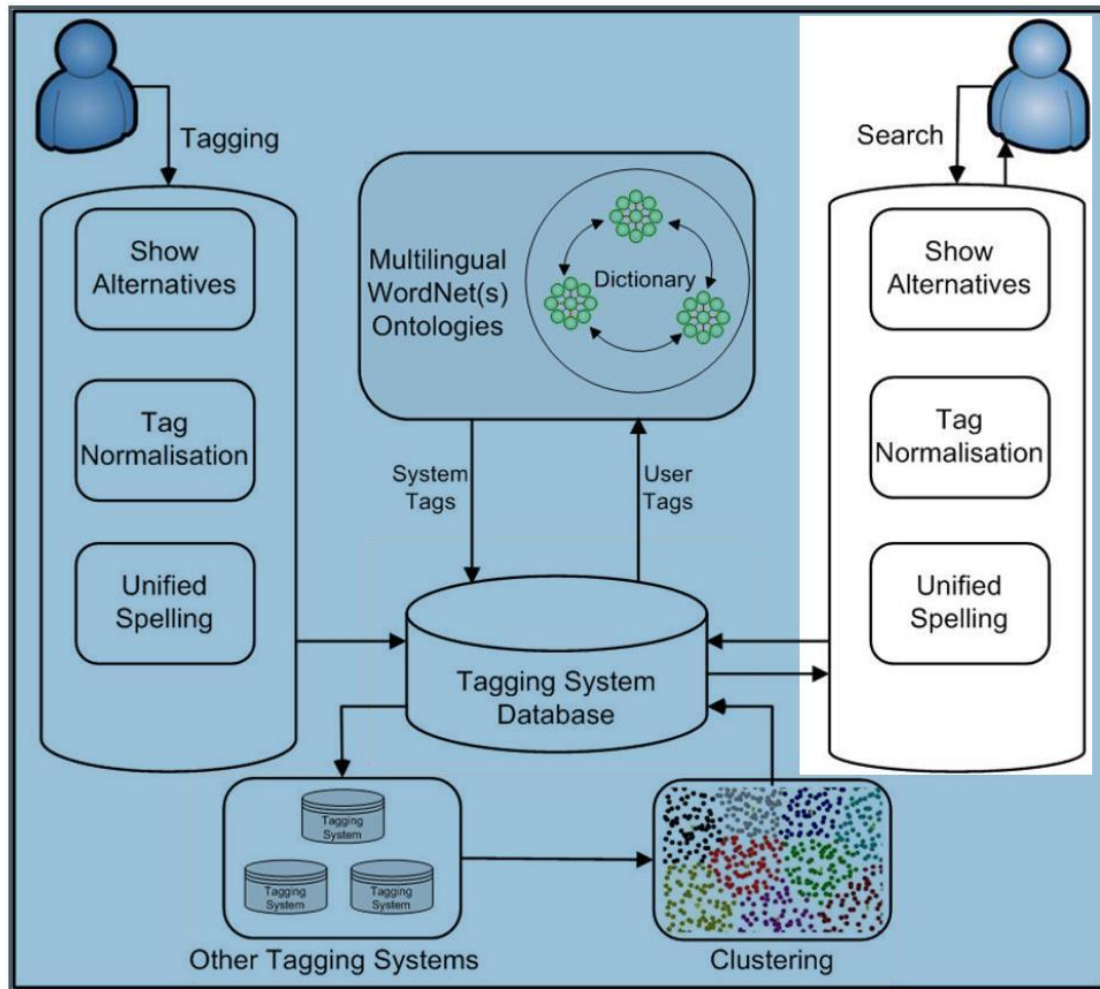 Tagging
Show
Alternatives
Tag
Normalisation
Unified
Spelling
Multilingual
WordNet(s)
Ontologies
Dictionary
System
Tags
User
Tags
Search
Show
Alternatives
Tag
Normalisation
Unified
Spelling
Tagging System
Database
Tagging
System
Tagging
System
Tagging
System
Other Tagging Systems
Clustering